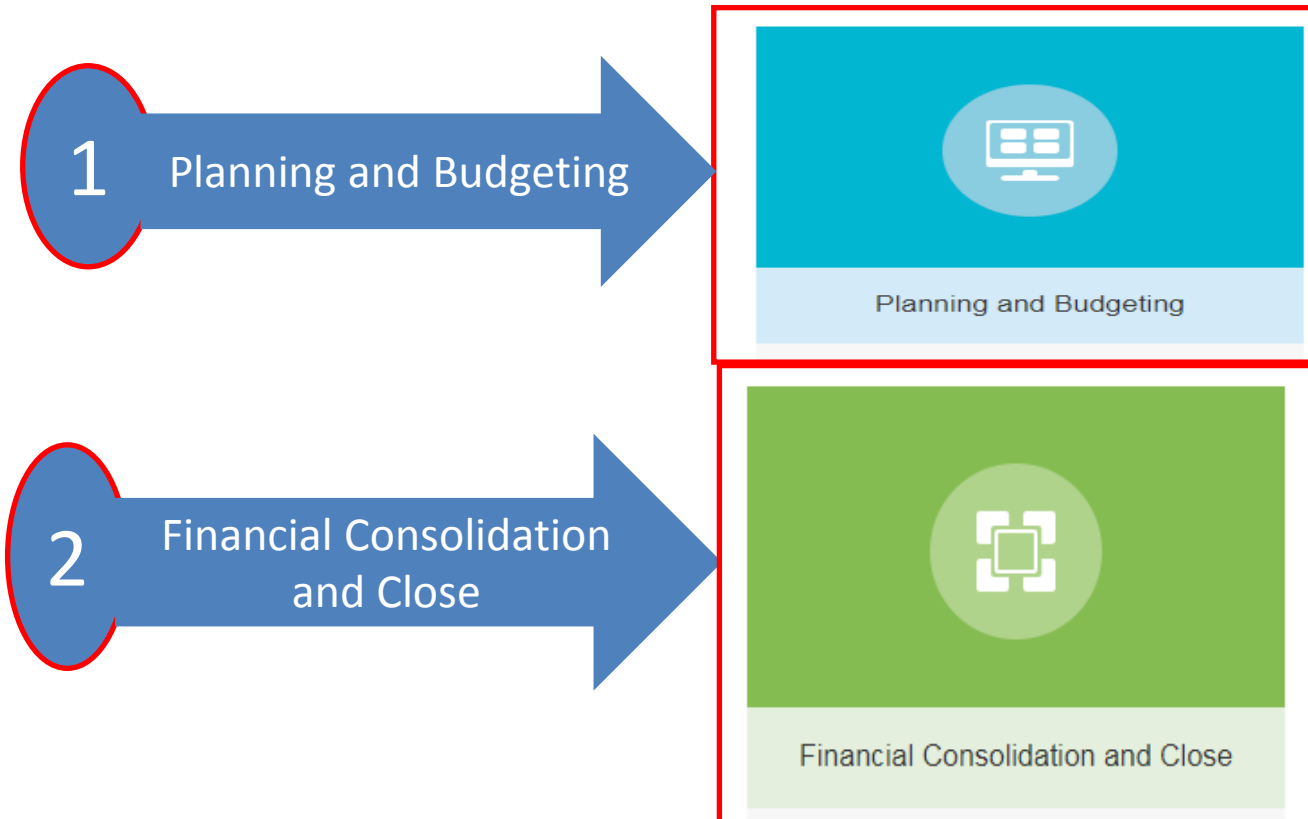 1
Planning and Budgeting
Planning and Budgeting
2
Financial Consolidation
and Close
Financial Consolidation and Close